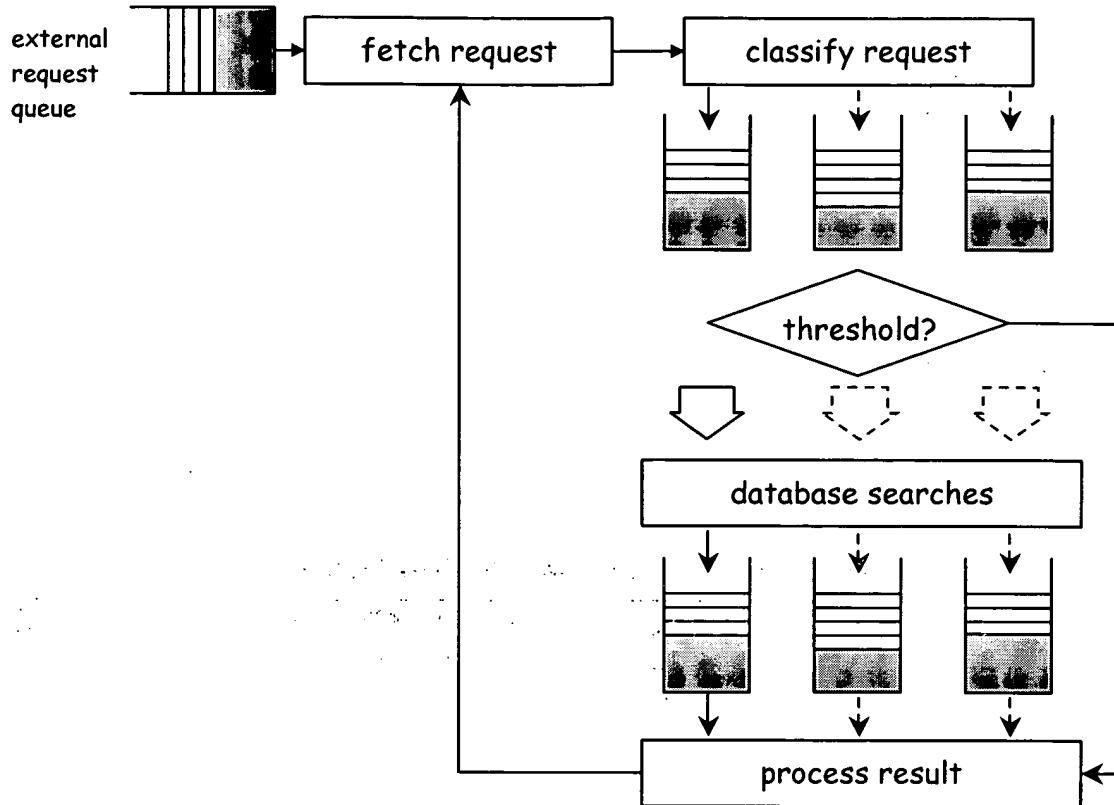 external
request
queue
fetch request
classify request
threshold?
database searches
process result